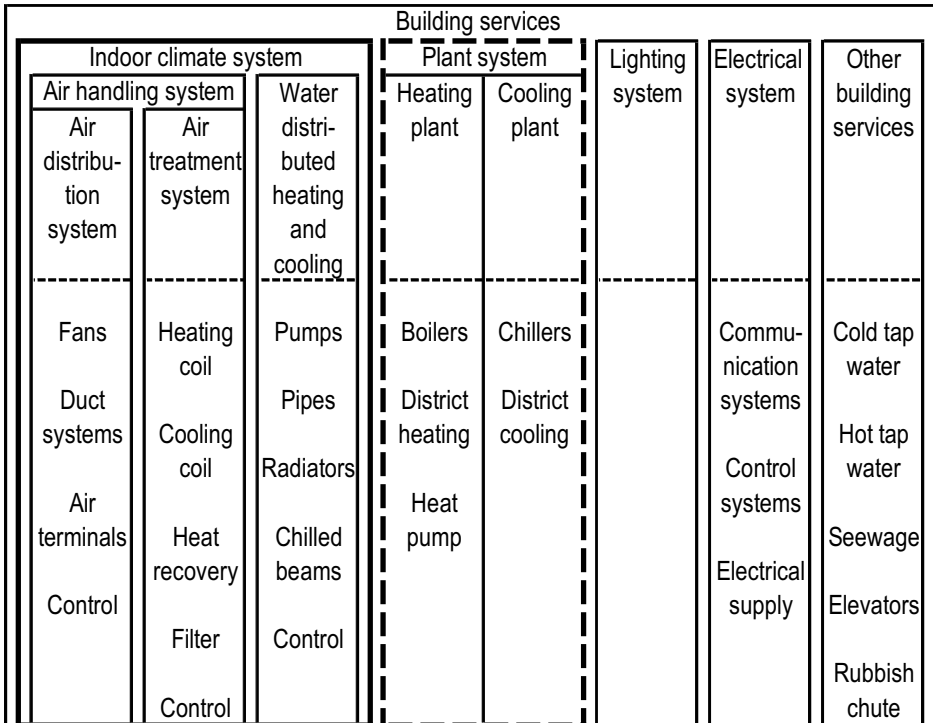 Building services
Indoor climate system
Air handling system
Air
distribu-
tion
system
Fans
Duct
systems
Air
terminals
Control
Air
treatment
system
Heating
coil
Cooling
coil
Heat
recovery
Filter
Control
Water
distri-
buted
heating
and
cooling
Pumps
Pipes
Radiators
Chilled
beams
Control
Plant system
Heating
plant
Boilers
District
heating
Heat
pump
Cooling
plant
Chillers
District
cooling
Lighting
system
Electrical
system
Commu-
nication
systems
Control
systems
Electrical
supply
Other
building
services
Cold tap
water
Hot tap
water
Seewage
Elevators
Rubbish
chute